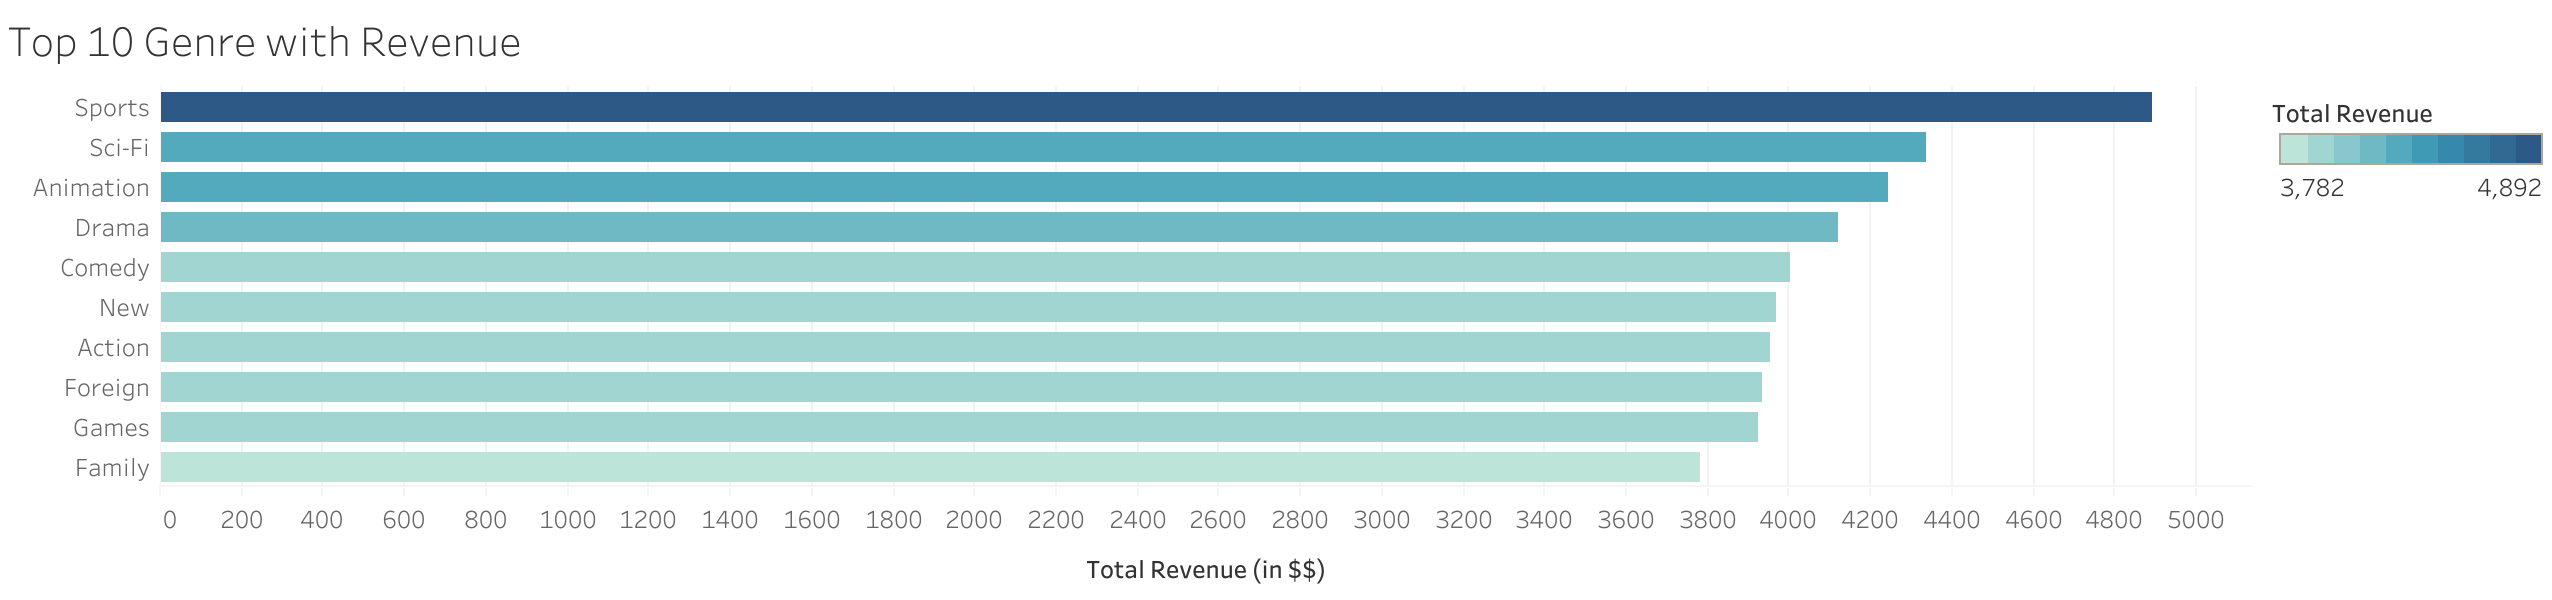 Top 10 Genre with Revenue
Sports
Sci-Fi
Animation
Drama
Comedy
New
Action
Foreign
Games
Family
0 200 400 600 800 1000 1200 1400 1600 1800 2000 2200 2400 2600 2800 3000 3200 3400 3600 3800 4000 4200 4400 4600 4800 5000
Total Revenue (in $$)
Total Revenue
3,782 4,892